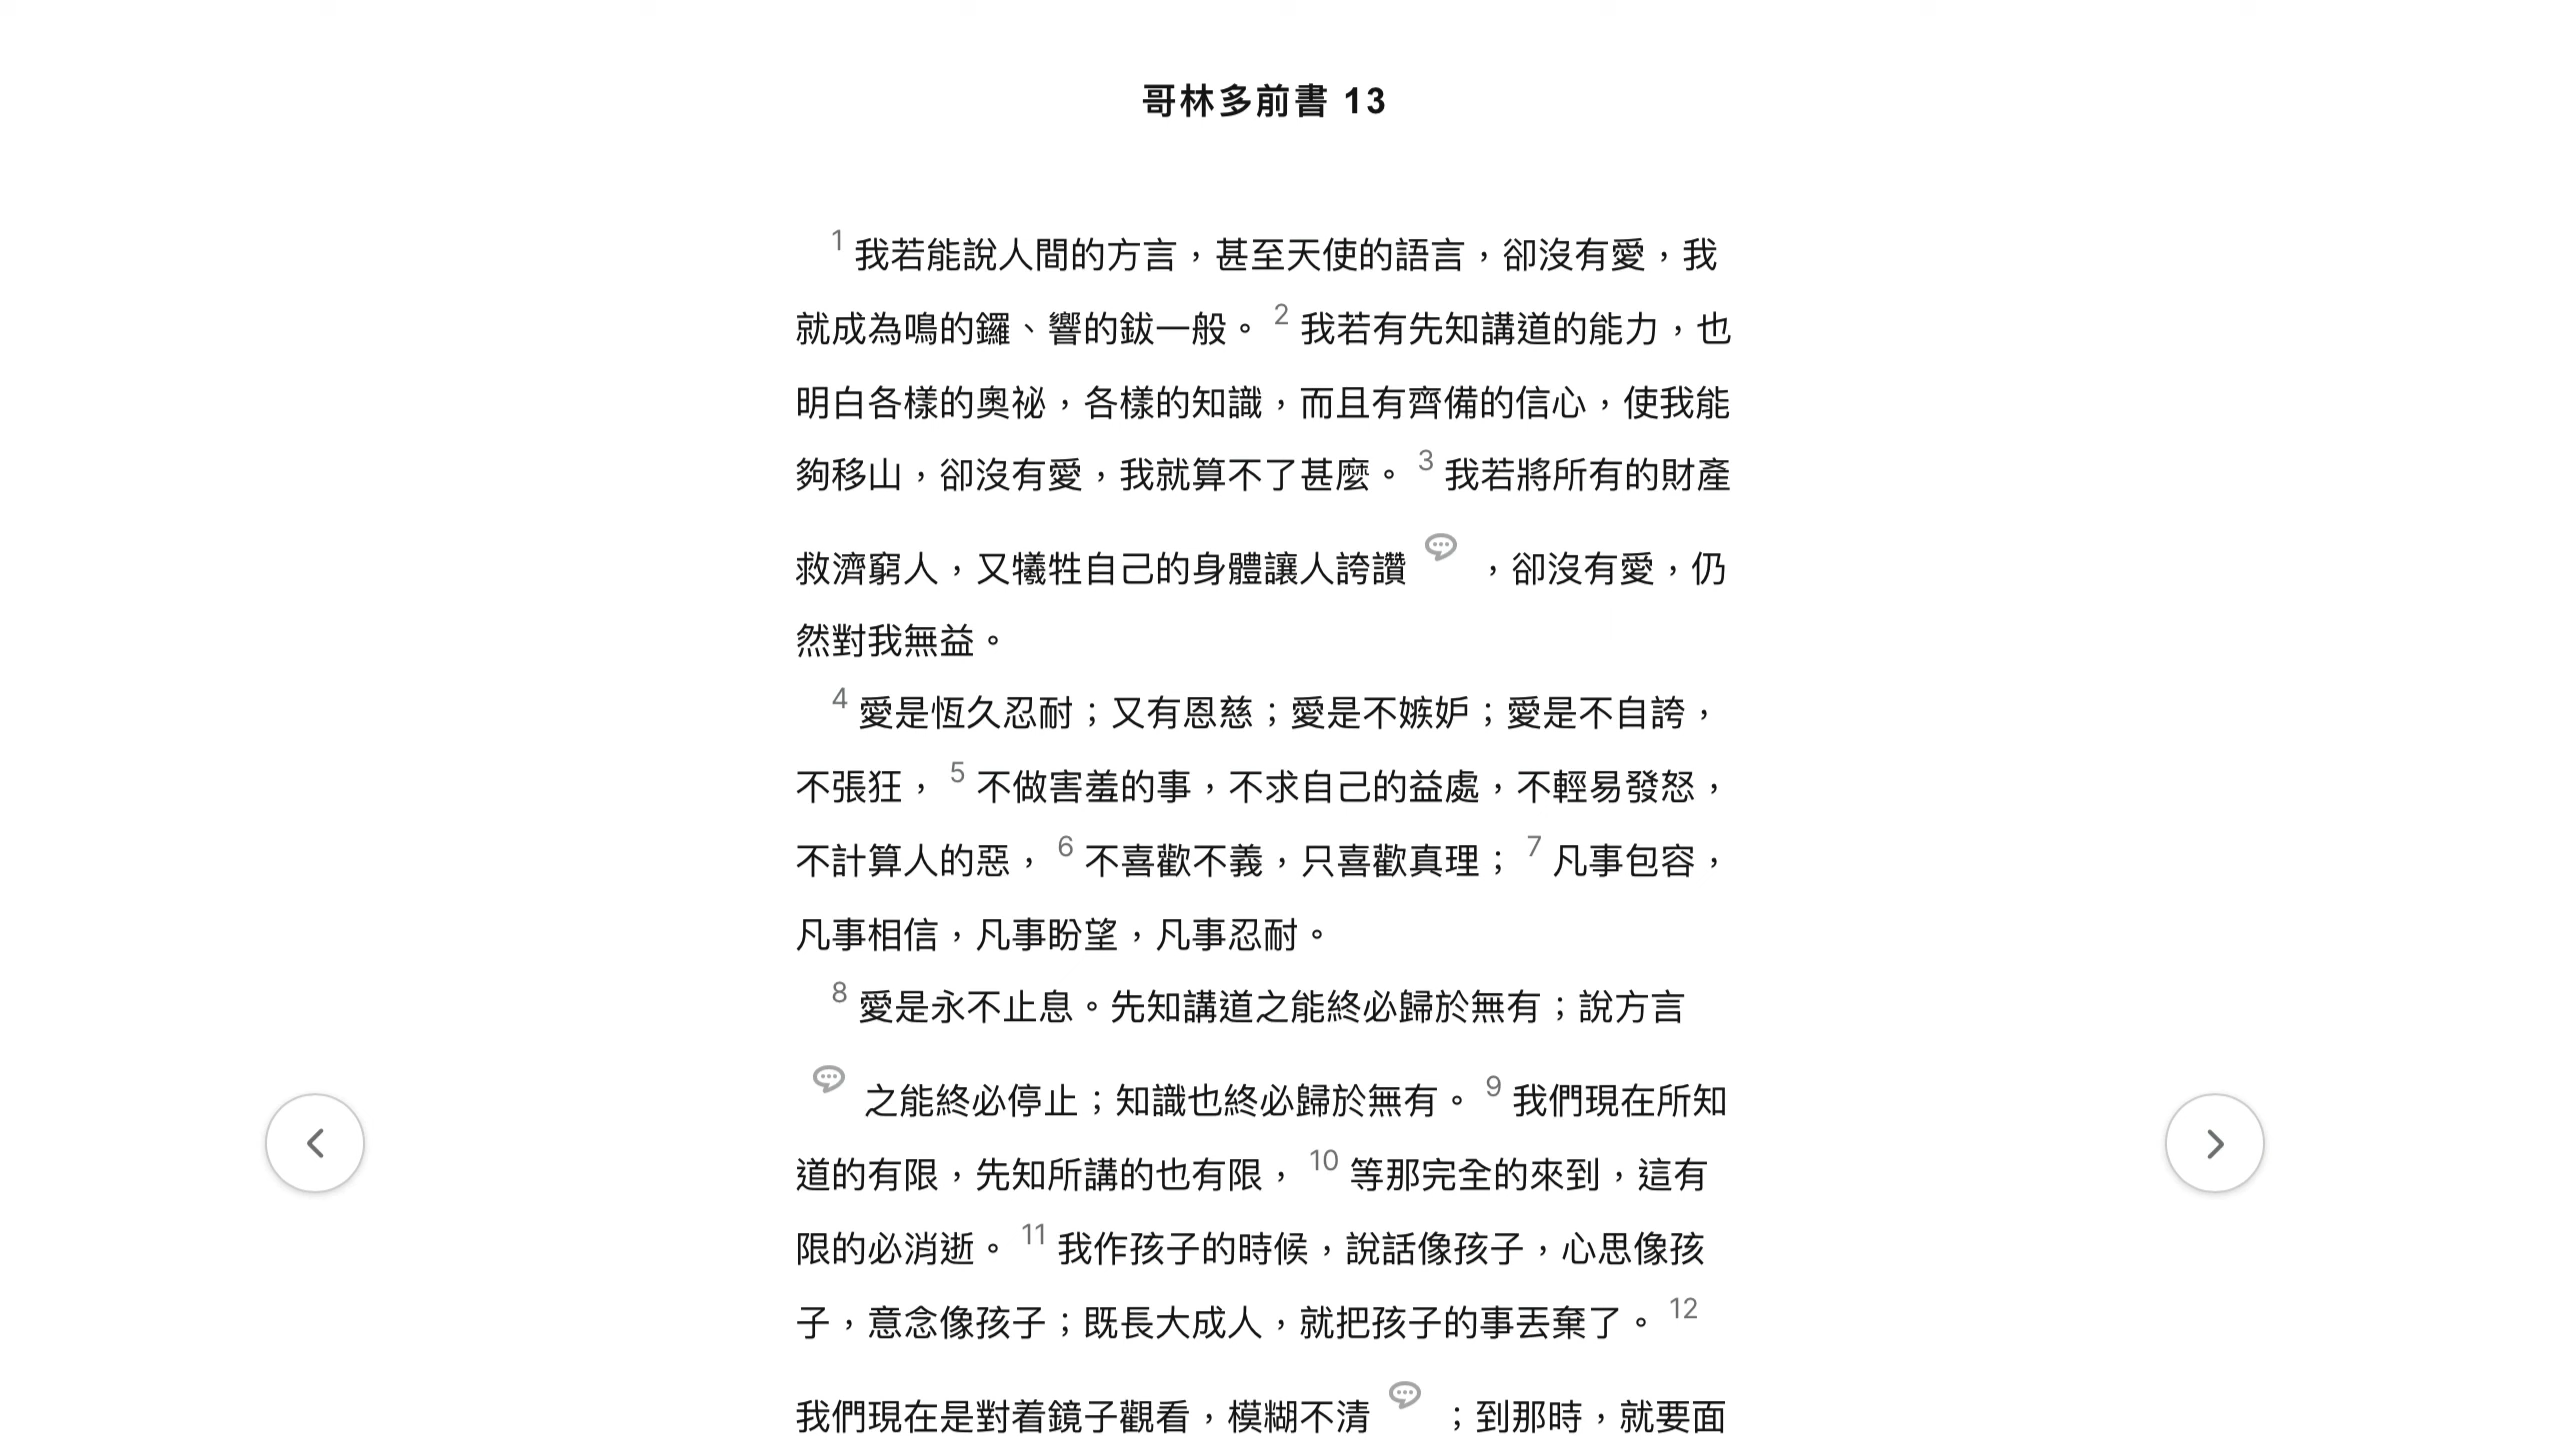 哥林多前書 13
1 我若能說人間的方言，甚至天使的語言，卻沒有愛，我
就成為鳴的鑼、響的鈸一般。 2 我若有先知講道的能力，也
明白各樣的奧祕，各樣的知識，而且有齊備的信心，使我能
夠移山，卻沒有愛，我就算不了甚麼。 3 我若將所有的財產
救濟窮人，又犧牲自己的身體讓人誇讚 ，卻沒有愛，仍
然對我無益。
4 愛是恆久忍耐；又有恩慈；愛是不嫉妒；愛是不自誇，
不張狂， 5 不做害羞的事，不求自己的益處，不輕易發怒，
不計算人的惡， 6 不喜歡不義，只喜歡真理； 7 凡事包容，
凡事相信，凡事盼望，凡事忍耐。
8 愛是永不止息。先知講道之能終必歸於無有；說方言
之能終必停止；知識也終必歸於無有。 9 我們現在所知
道的有限，先知所講的也有限， 10 等那完全的來到，這有
限的必消逝。 11 我作孩子的時候，說話像孩子，心思像孩
子，意念像孩子；既長大成人，就把孩子的事丟棄了。 12
我們現在是對着鏡子觀看，模糊不清 ；到那時，就要面